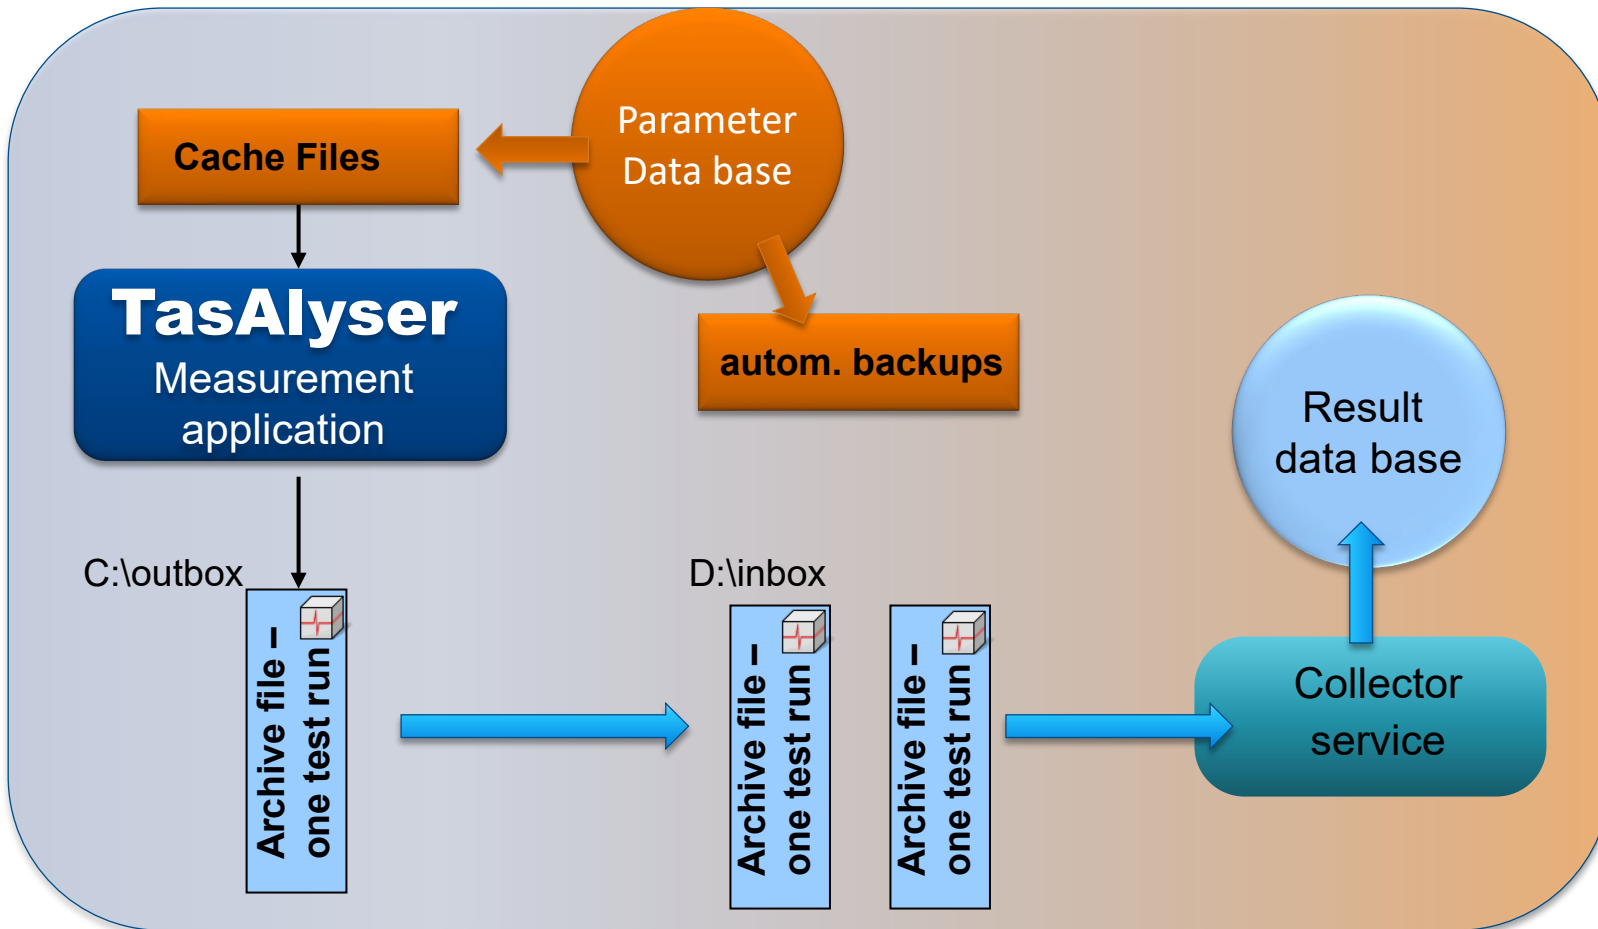 Parameter
Data base
Cache Files
TasAlyser
Measurement
application
autom. backups
Result
data base
C:\outbox
D:\inbox
Archive file –
one test run
Archive file –
one test run
Archive file –
one test run
Collector
service